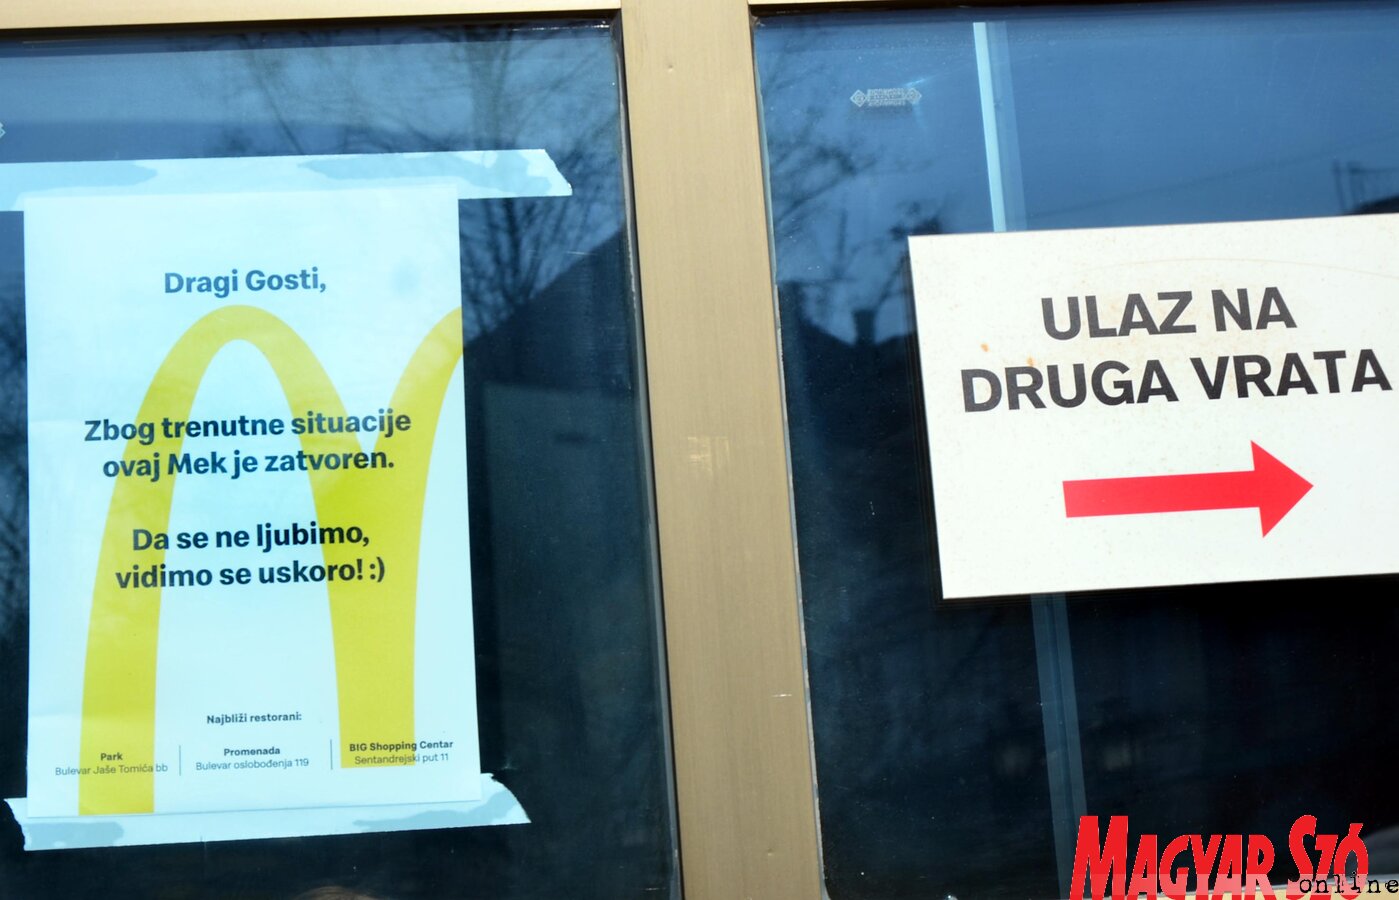 Dragi Gosti,
Zbog trenutne situacije
ovaj Mek je zatvoren.
Da se ne ljubimo,
vidimo se uskoro! :)
Najbliži restorani:
Park
Bulevar Jaše Tomića bb
Promenada
Bulevar oslobođenja 119
BIG Shopping Centar
Sentandrejski put 11
ULAZ NA
DRUGA VRATA
MAGYAR SZÓ
online